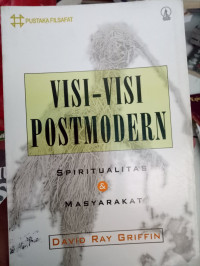 PUSTAKA FILSAFAT
VISI-VISI
POSTMODERN
SPIRITUALITAS
&
MASYARAKAT
DAVID RAY GRIFFIN